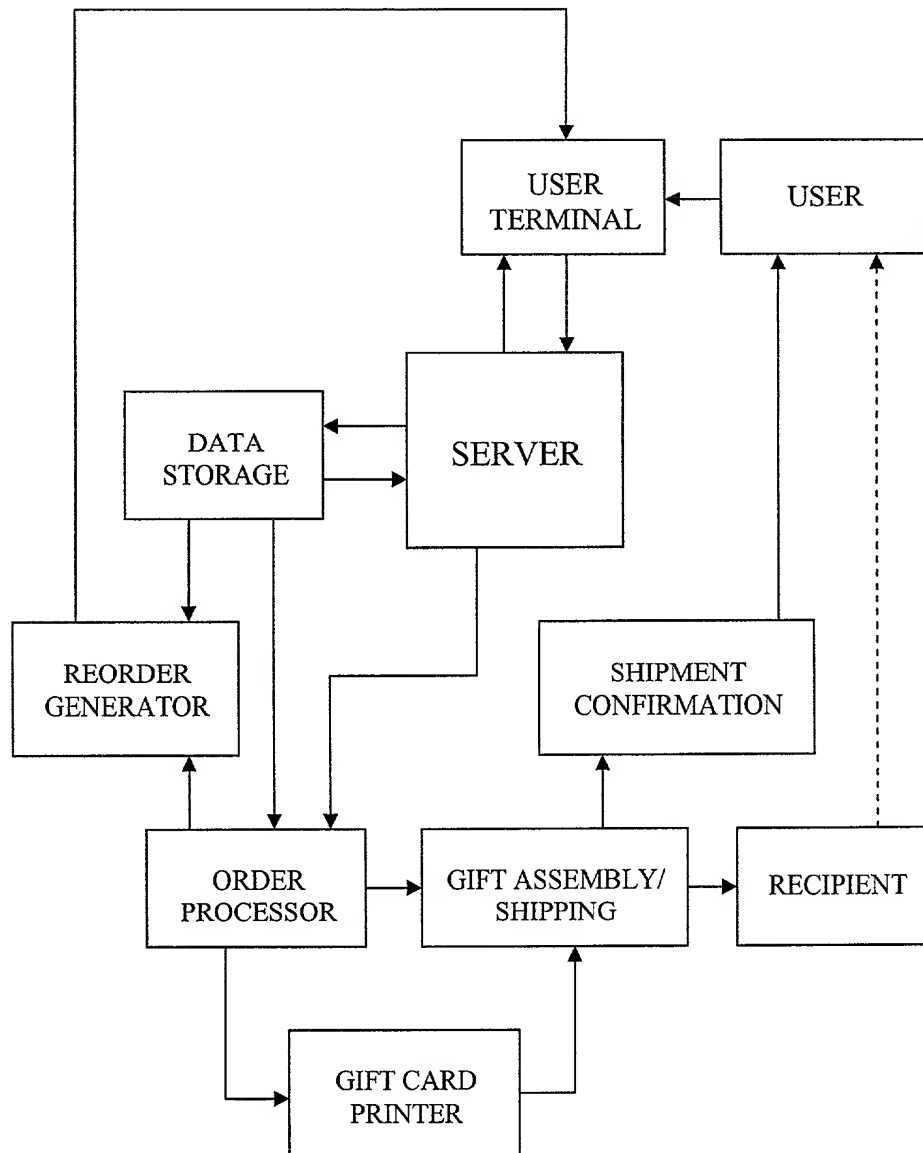 USER
TERMINAL
USER
DATA
STORAGE
SERVER
REORDER
GENERATOR
SHIPMENT
CONFIRMATION
ORDER
PROCESSOR
GIFT ASSEMBLY/
SHIPPING
RECIPIENT
GIFT CARD
PRINTER